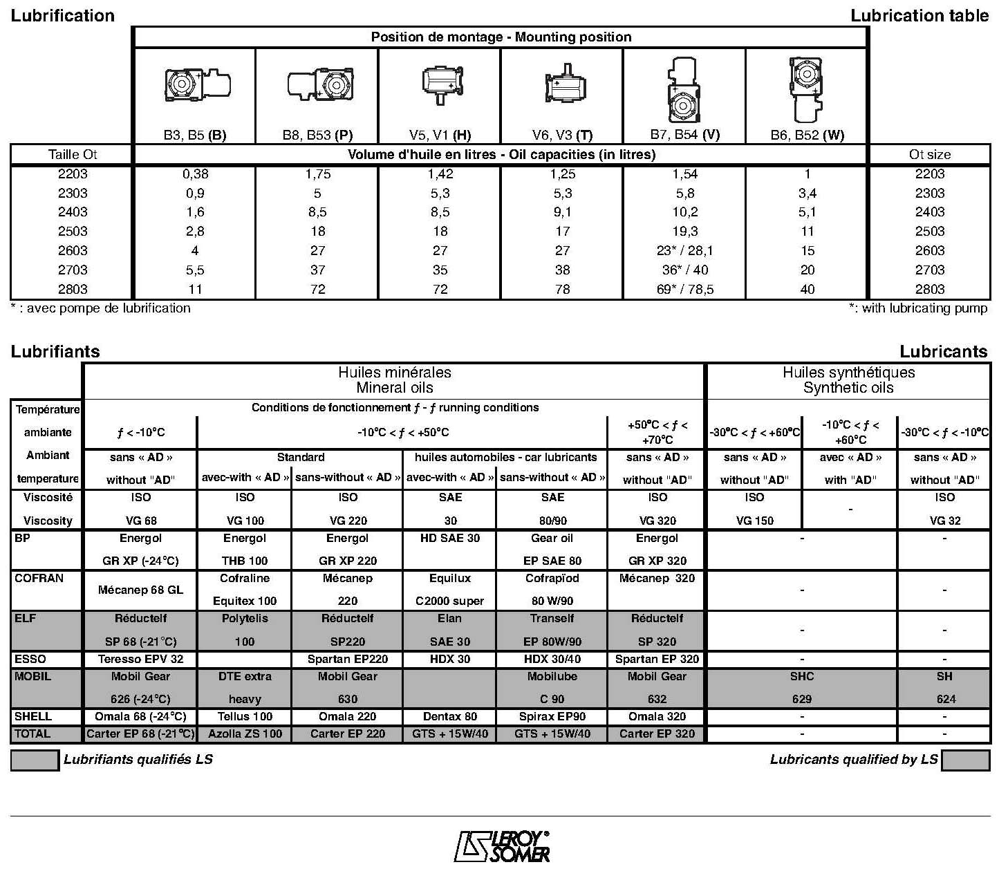 Lubrification Lubrication table
Position de montage - Mounting position
B3, B5 (B) B8, B53 (P) V5, V1 (H) V6, V3 (T) B7, B54 (V) B6, B52 (W)
Taille Ot Volume d'huile en litres - Oil capacities (in litres) Ot size
2203 0,38 1,75 1,42 1,25 1,54 1 2203
2303 0,9 5 5,3 5,3 5,8 3,4 2303
2403 1,6 8,5 8,5 9,1 10,2 5,1 2403
2503 2,8 18 18 17 19,3 11 2503
2603 4 27 27 27 23* / 28,1 15 2603
2703 5,5 37 35 38 36* / 40 20 2703
2803 11 72 72 78 69* / 78,5 40 2803
* : avec pompe de lubrification *: with lubricating pump
Lubrifiants Lubricants
Huiles minérales Huiles synthétiques
Mineral oils Synthetic oils
Température Conditions de fonctionnement ƒ - ƒ running conditions
ambiante ƒ < -10°C -10°C < ƒ < +50°C +50°C < ƒ < +70°C -30°C < ƒ < +60°C -10°C < ƒ < +60°C -30°C < ƒ < -10°C
Ambiant sans « AD » Standard huiles automobiles - car lubricants sans « AD » sans « AD » avec « AD » sans « AD »
temperature without "AD" avec-with « AD » sans-without « AD » avec-with « AD » sans-without « AD » without "AD" without "AD" with "AD" without "AD"
Viscosité ISO ISO ISO SAE SAE ISO ISO - ISO
Viscosity VG 68 VG 100 VG 220 30 80/90 VG 320 VG 150 VG 32
BP Energol Energol Energol HD SAE 30 Gear oil Energol - -
GR XP (-24°C) THB 100 GR XP 220 EP SAE 80 GR XP 320
COFRAN Mécanep 68 GL Cofraline Mécanep Equilux Cofrapïod Mécanep 320 - -
Equitex 100 220 C2000 super 80 W/90
ELF Réductelf Polytelis Réductelf Elan Tranself Réductelf - -
SP 68 (-21°C) 100 SP220 SAE 30 EP 80W/90 SP 320
ESSO Teresso EPV 32 Spartan EP220 HDX 30 HDX 30/40 Spartan EP 320 - -
MOBIL Mobil Gear DTE extra Mobil Gear Mobilube Mobil Gear SHC SH
626 (-24°C) heavy 630 C 90 632 629 624
SHELL Omala 68 (-24°C) Tellus 100 Omala 220 Dentax 80 Spirax EP90 Omala 320 - -
TOTAL Carter EP 68 (-21°C) Azolla ZS 100 Carter EP 220 GTS + 15W/40 GTS + 15W/40 Carter EP 320 - -
Lubrifiants qualifiés LS Lubricants qualified by LS
LS LEROY®
SOMER